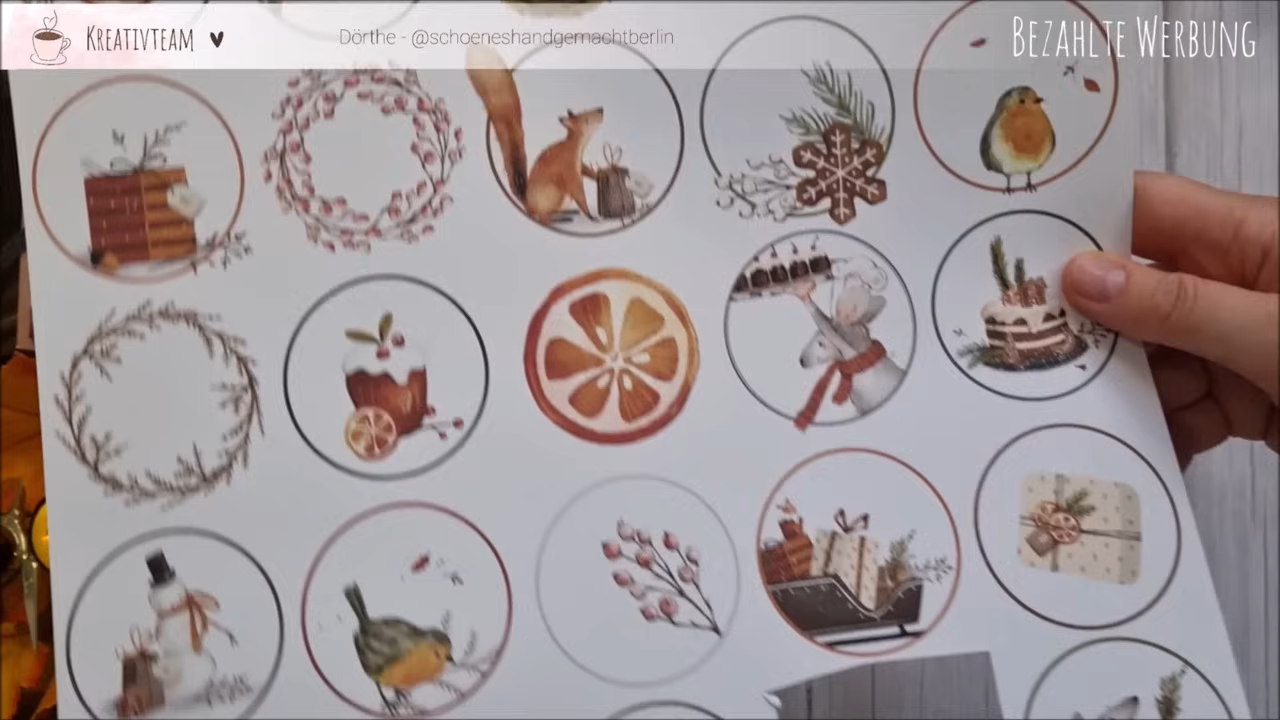 KREATIVTEAM ♥
Dörthe - @schoeneshandgemachtberlin
BEZAHLTE WERBUNG